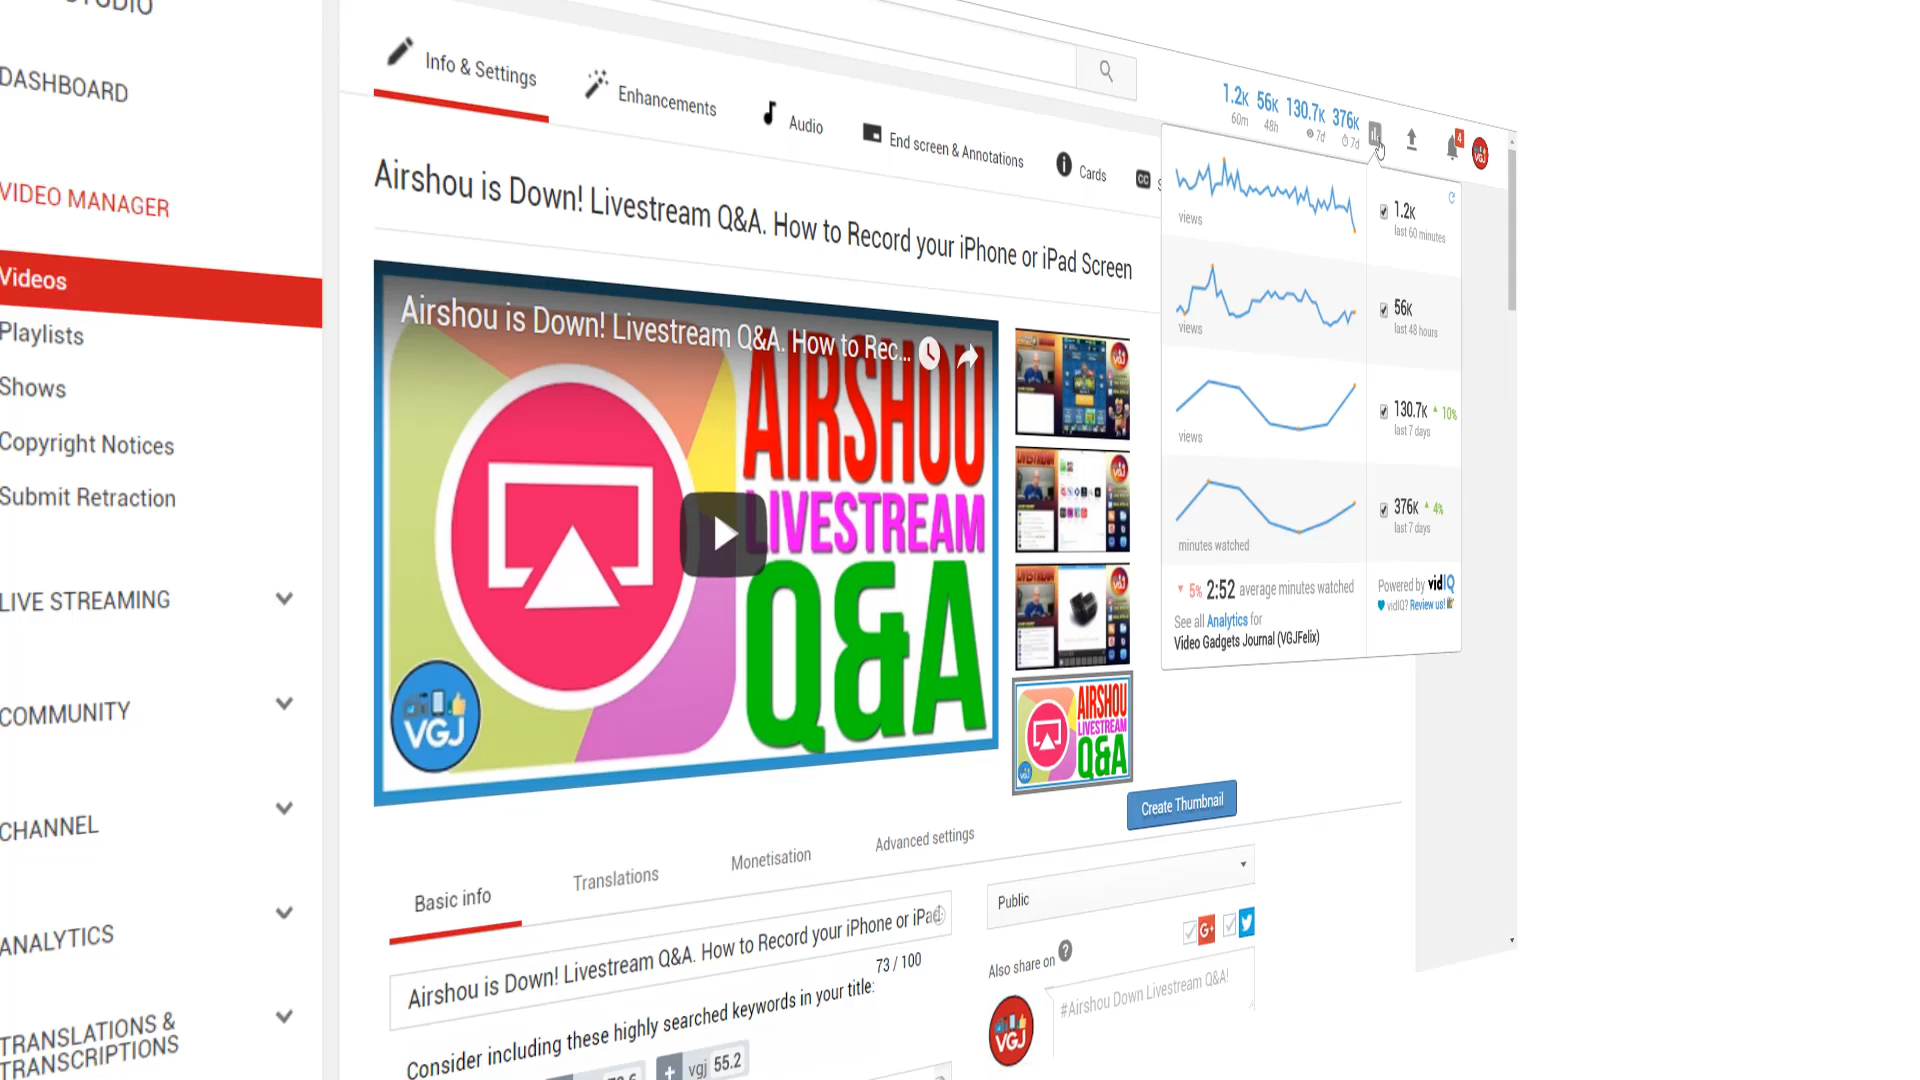 STUDIO
DASHBOARD
VIDEO MANAGER
Videos
Playlists
Shows
Copyright Notices
Submit Retraction
LIVE STREAMING
COMMUNITY
CHANNEL
ANALYTICS
TRANSLATIONS &
TRANSCRIPTIONS
Info & Settings
Enhancements
Audio
End screen & Annotations
Cards
CC
1.2K 56K 130.7K 376K
60m 48h 7d 7d
4
VGJ
Airshou is Down! Livestream Q&A. How to Record your iPhone or iPad Screen
Airshou is Down! Livestream Q&A. How to Rec...
AIRSHOU
LIVESTREAM
Q&A
VGJ
AIRSHOU
LIVESTREAM
Q&A
Create Thumbnail
views
1.2K
last 60 minutes
views
56K
last 48 hours
views
130.7K 10%
last 7 days
minutes watched
376K 4%
last 7 days
5% 2:52 average minutes watched
See all Analytics for
Video Gadgets Journal (VGJFelix)
Powered by vidIQ
vidIQ? Review us!
Basic info
Translations
Monetisation
Advanced settings
Airshou is Down! Livestream Q&A. How to Record your iPhone or iPad
73 / 100
Consider including these highly searched keywords in your title:
vgj 55.2
Public
G+
Also share on ?
VGJ
#Airshou Down Livestream Q&A!